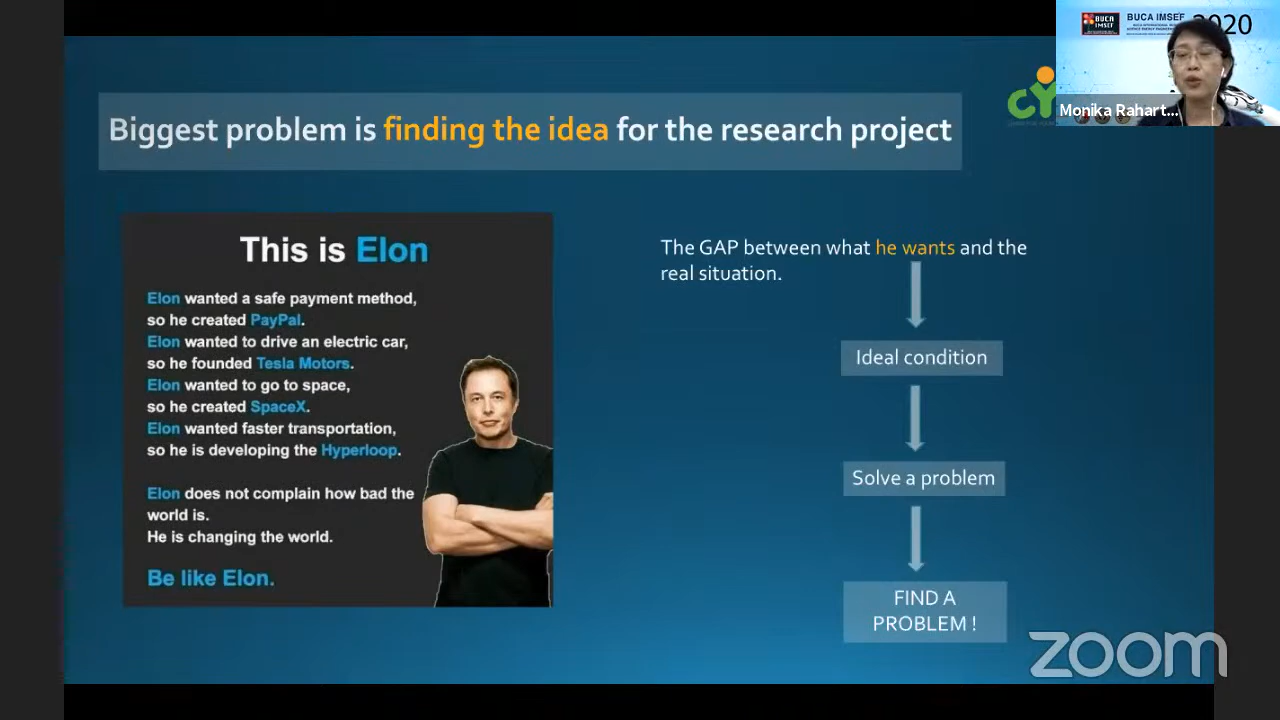 BUCA IMSEF
2020
BUCA
IMSEF
Monika Rahart...
Biggest problem is finding the idea for the research project
This is Elon
Elon wanted a safe payment method,
so he created PayPal.
Elon wanted to drive an electric car,
so he founded Tesla Motors.
Elon wanted to go to space,
so he created SpaceX.
Elon wanted faster transportation,
so he is developing the Hyperloop.
Elon does not complain how bad the
world is.
He is changing the world.
Be like Elon.
The GAP between what he wants and the
real situation.
Ideal condition
Solve a problem
FIND A
PROBLEM !
zoom